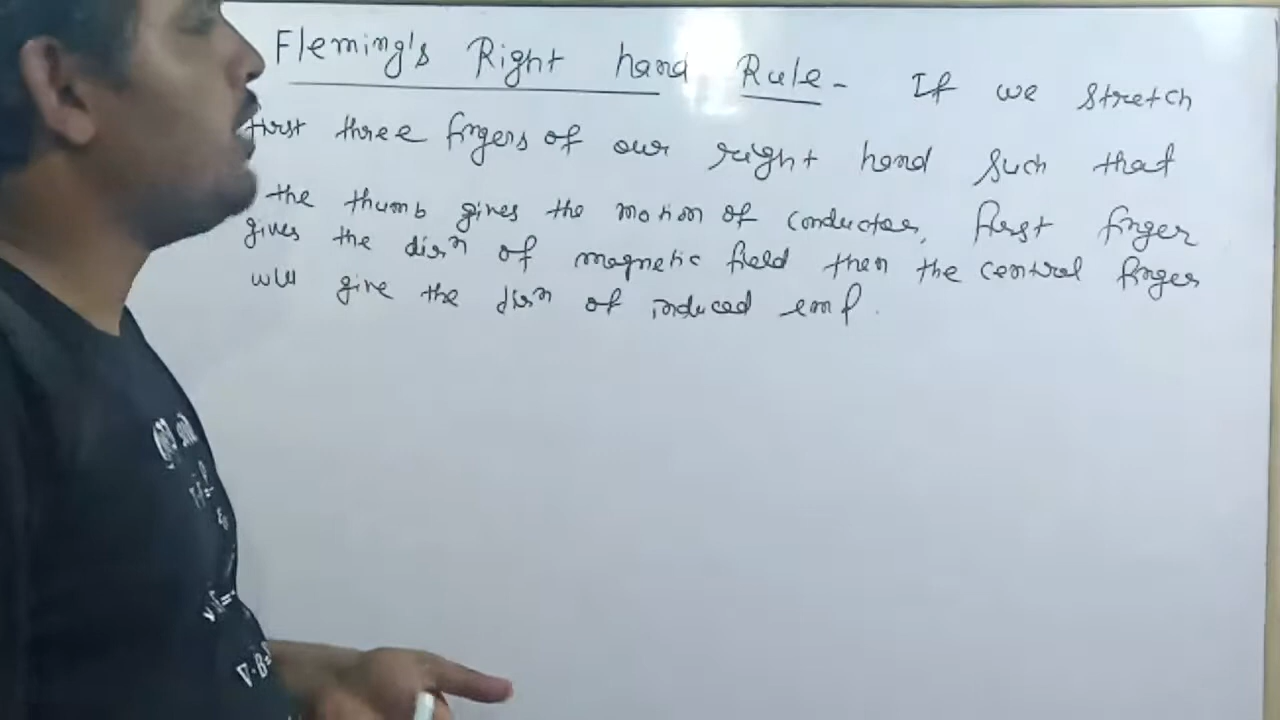 Fleming's Right hand Rule - If we stretch
first three fingers of our right hand such that
the thumb gives the motion of conductor, first finger
gives the dirn of magnetic field then the central finger
will give the dirn of induced emf.
∇·B=